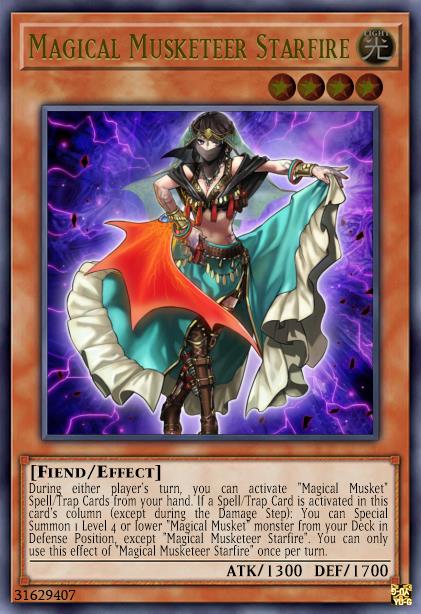 MAGICAL MUSKETEER STARFIRE
LIGHT
光
[FIEND/EFFECT]
During either player's turn, you can activate "Magical Musket"
Spell/Trap Cards from your hand. If a Spell/Trap Card is activated in
this card's column (except during the Damage Step): You can Special
Summon 1 Level 4 or lower "Magical Musket" monster from your Deck in
Defense Position, except "Magical Musketeer Starfire". You can only
use this effect of "Magical Musketeer Starfire" once per turn.
ATK/1300 DEF/1700
31629407